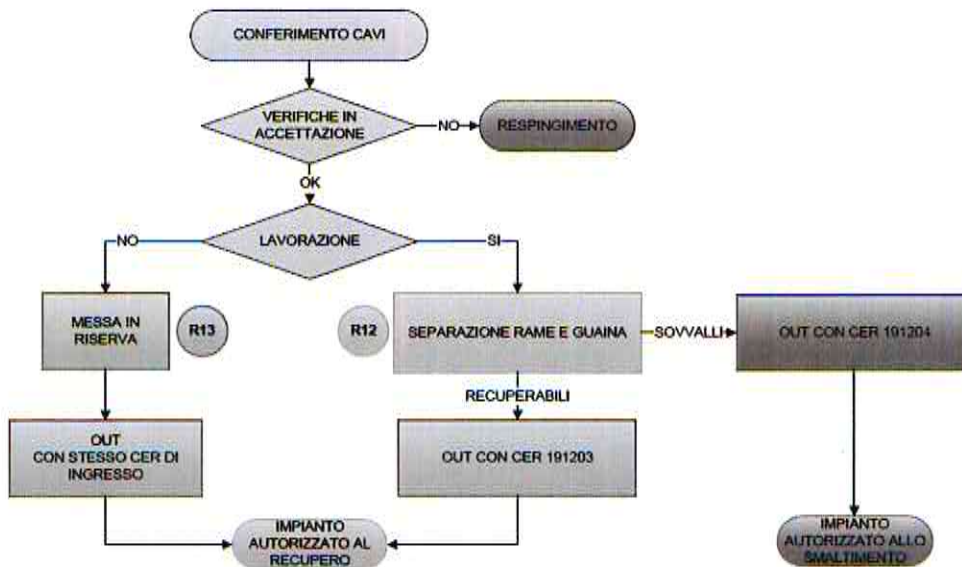 CONFERIMENTO CAVI
VERIFICHE IN
ACCETTAZIONE
NO
RESPINGIMENTO
OK
LAVORAZIONE
NO
SI
MESSA IN
RISERVA
R13
R12
SEPARAZIONE RAME E GUAINA
SOVVALLI
OUT CON CER 191204
RECUPERABILI
OUT
CON STESSO CER DI
INGRESSO
OUT CON CER 191203
IMPIANTO
AUTORIZZATO AL
RECUPERO
IMPIANTO
AUTORIZZATO ALLO
SMALTIMENTO